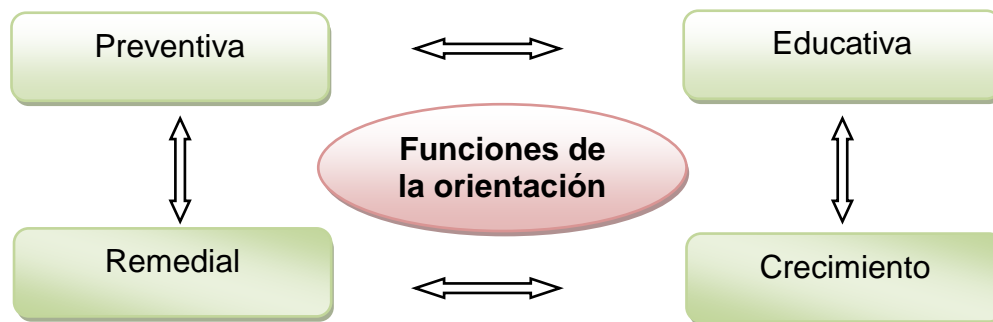 Preventiva
Educativa
Funciones de
la orientación
Remedial
Crecimiento